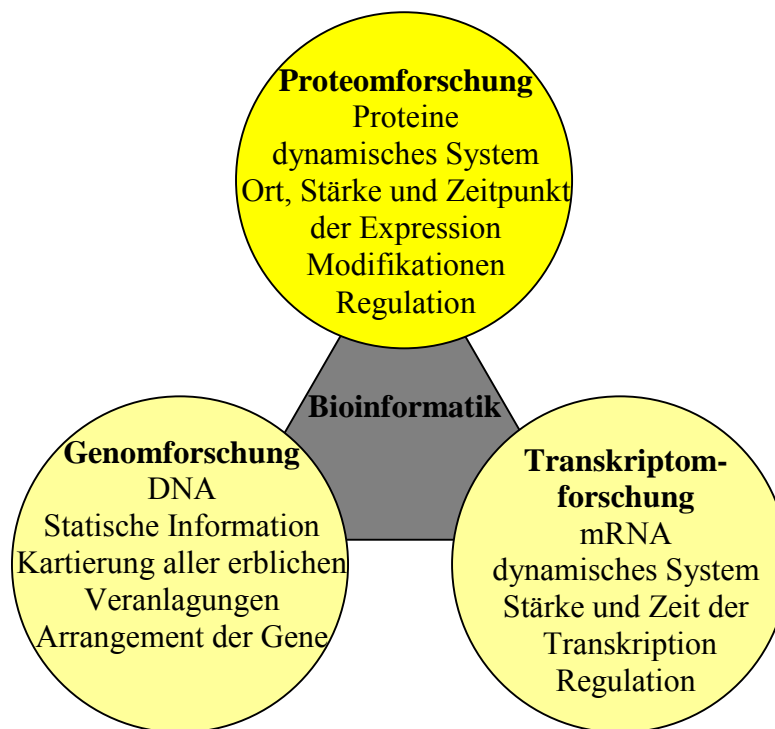 Proteomforschung
Proteine
dynamisches System
Ort, Stärke und Zeitpunkt
der Expression
Modifikationen
Regulation
Bioinformatik
Genomforschung
DNA
Statische Information
Kartierung aller erblichen
Veranlagungen
Arrangement der Gene
Transkriptom-
forschung
mRNA
dynamisches System
Stärke und Zeit der
Transkription
Regulation